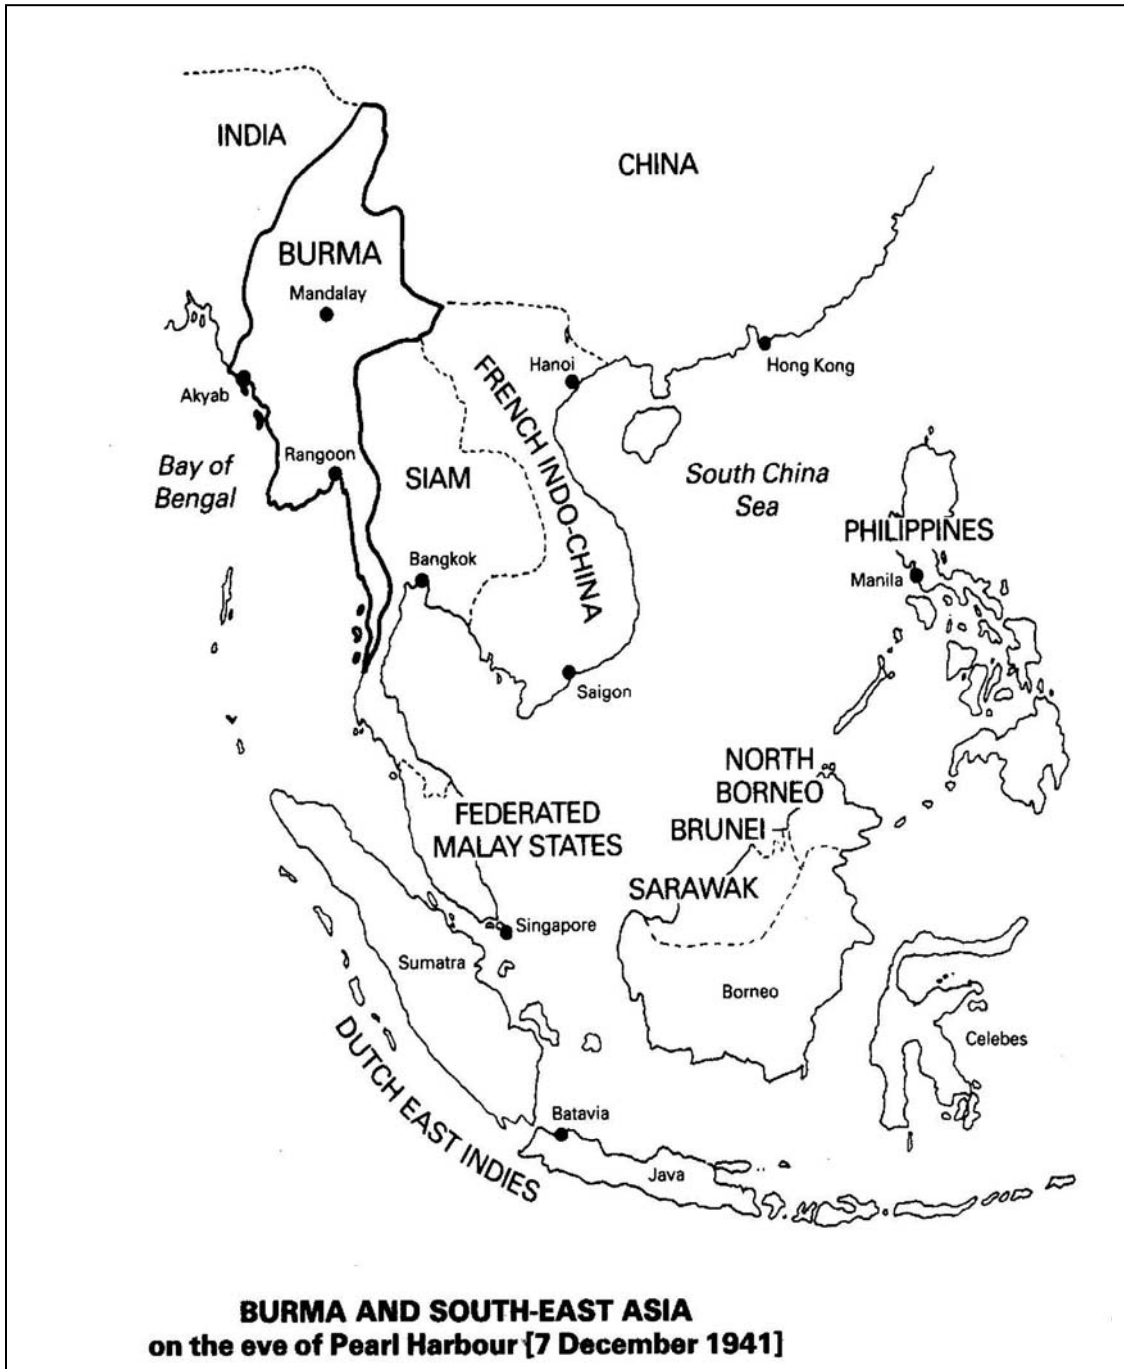 INDIA
CHINA
BURMA
Mandalay
Hanoi
Hong Kong
Akyab
FRENCH INDO-CHINA
Bay of
Bengal
Rangoon
SIAM
South China
Sea
PHILIPPINES
Bangkok
Manila
Saigon
NORTH
BORNEO
BRUNEI
FEDERATED
MALAY STATES
SARAWAK
Singapore
Sumatra
Borneo
Celebes
DUTCH EAST INDIES
Batavia
Java
BURMA AND SOUTH-EAST ASIA
on the eve of Pearl Harbour [7 December 1941]